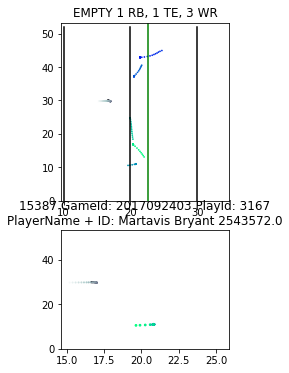 EMPTY 1 RB, 1 TE, 3 WR
50
40
30
20
10
0
10 20 30
15387 GameId: 2017092403 PlayId: 3167
PlayerName + ID: Martavis Bryant 2543572.0
40
20
0
15.0 17.5 20.0 22.5 25.0